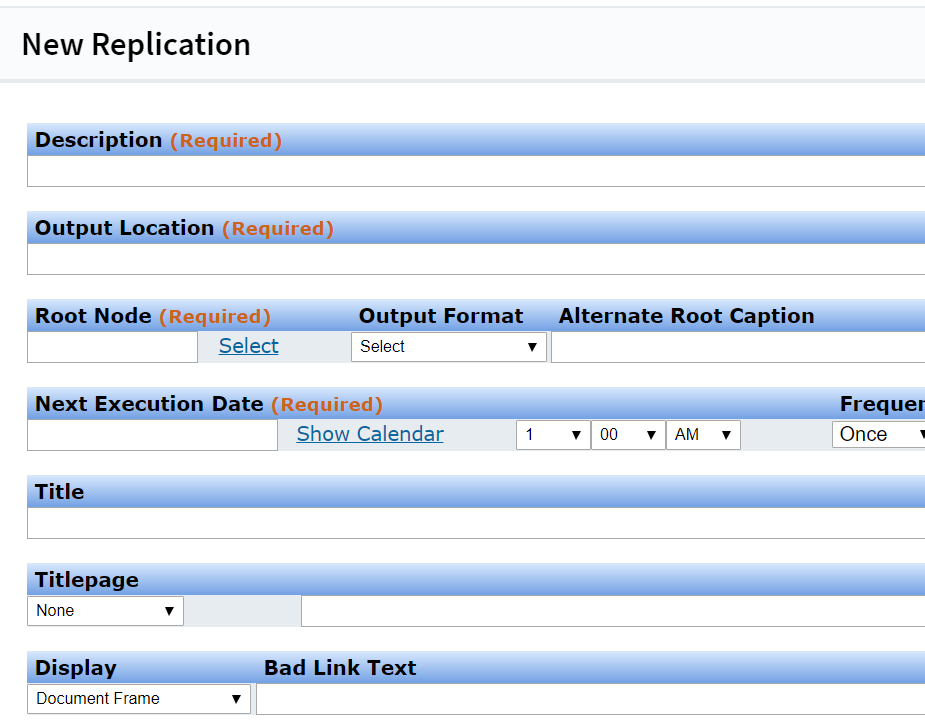 New Replication
Description (Required)
Output Location (Required)
Root Node (Required) Output Format Alternate Root Caption
Select Select
Next Execution Date (Required) Frequen
Show Calendar 1 00 AM Once
Title
Titlepage
None
Display Bad Link Text
Document Frame